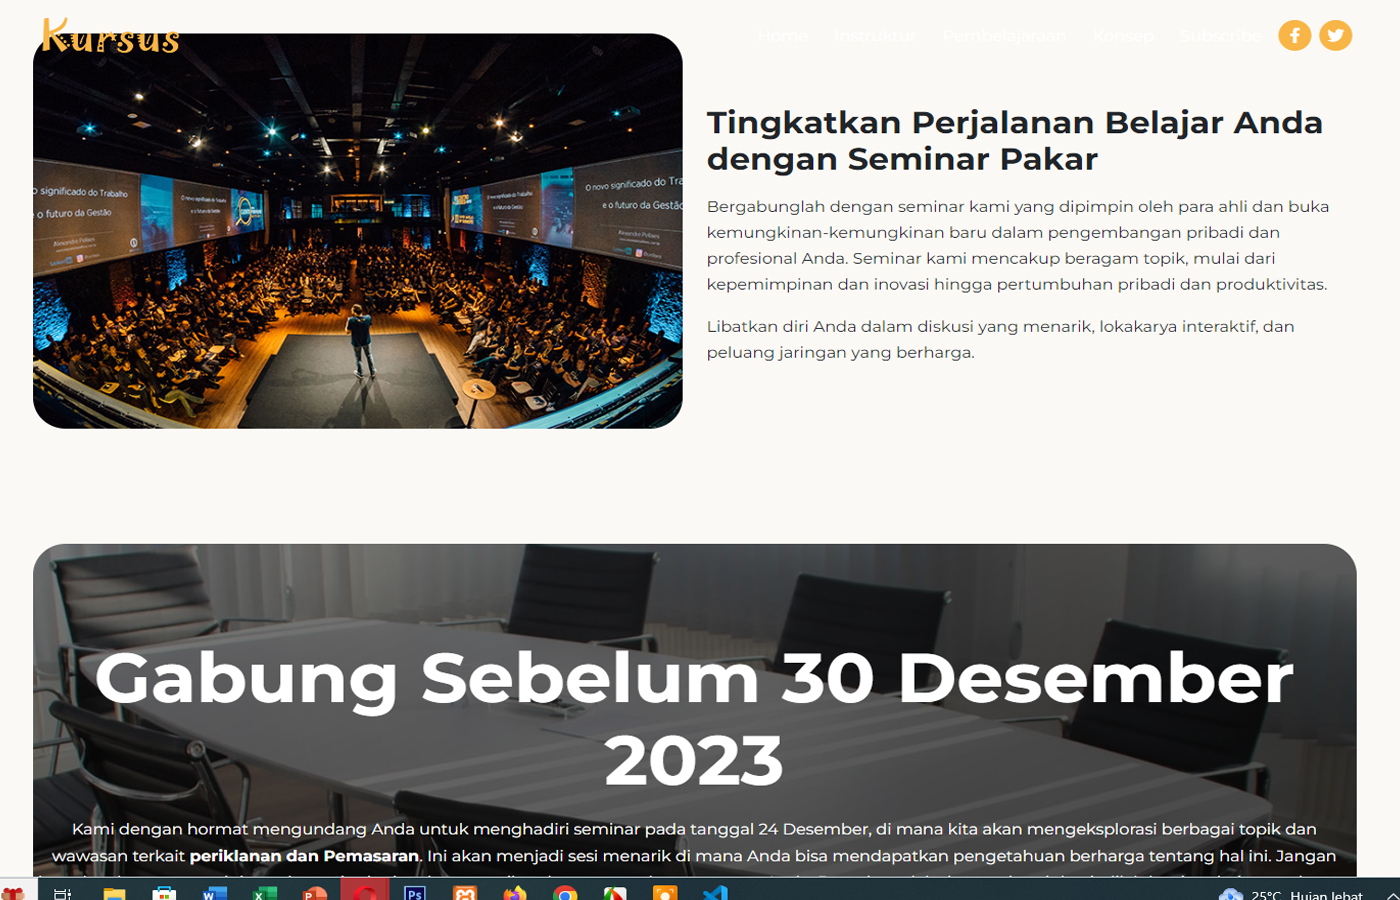 Kursus
Home Instruktur Pembelajaraan Konsep Subscribe
o significado do Trabalho
o futuro da Gestão
O novo significado do Tra
e o futuro da Gestão
Tingkatkan Perjalanan Belajar Anda
dengan Seminar Pakar
Bergabunglah dengan seminar kami yang dipimpin oleh para ahli dan buka
kemungkinan-kemungkinan baru dalam pengembangan pribadi dan
profesional Anda. Seminar kami mencakup beragam topik, mulai dari
kepemimpinan dan inovasi hingga pertumbuhan pribadi dan produktivitas.
Libatkan diri Anda dalam diskusi yang menarik, lokakarya interaktif, dan
peluang jaringan yang berharga.
Gabung Sebelum 30 Desember
2023
Kami dengan hormat mengundang Anda untuk menghadiri seminar pada tanggal 24 Desember, di mana kita akan mengeksplorasi berbagai topik dan
wawasan terkait periklanan dan Pemasaran. Ini akan menjadi sesi menarik di mana Anda bisa mendapatkan pengetahuan berharga tentang hal ini. Jangan
25°C Hujan lebat